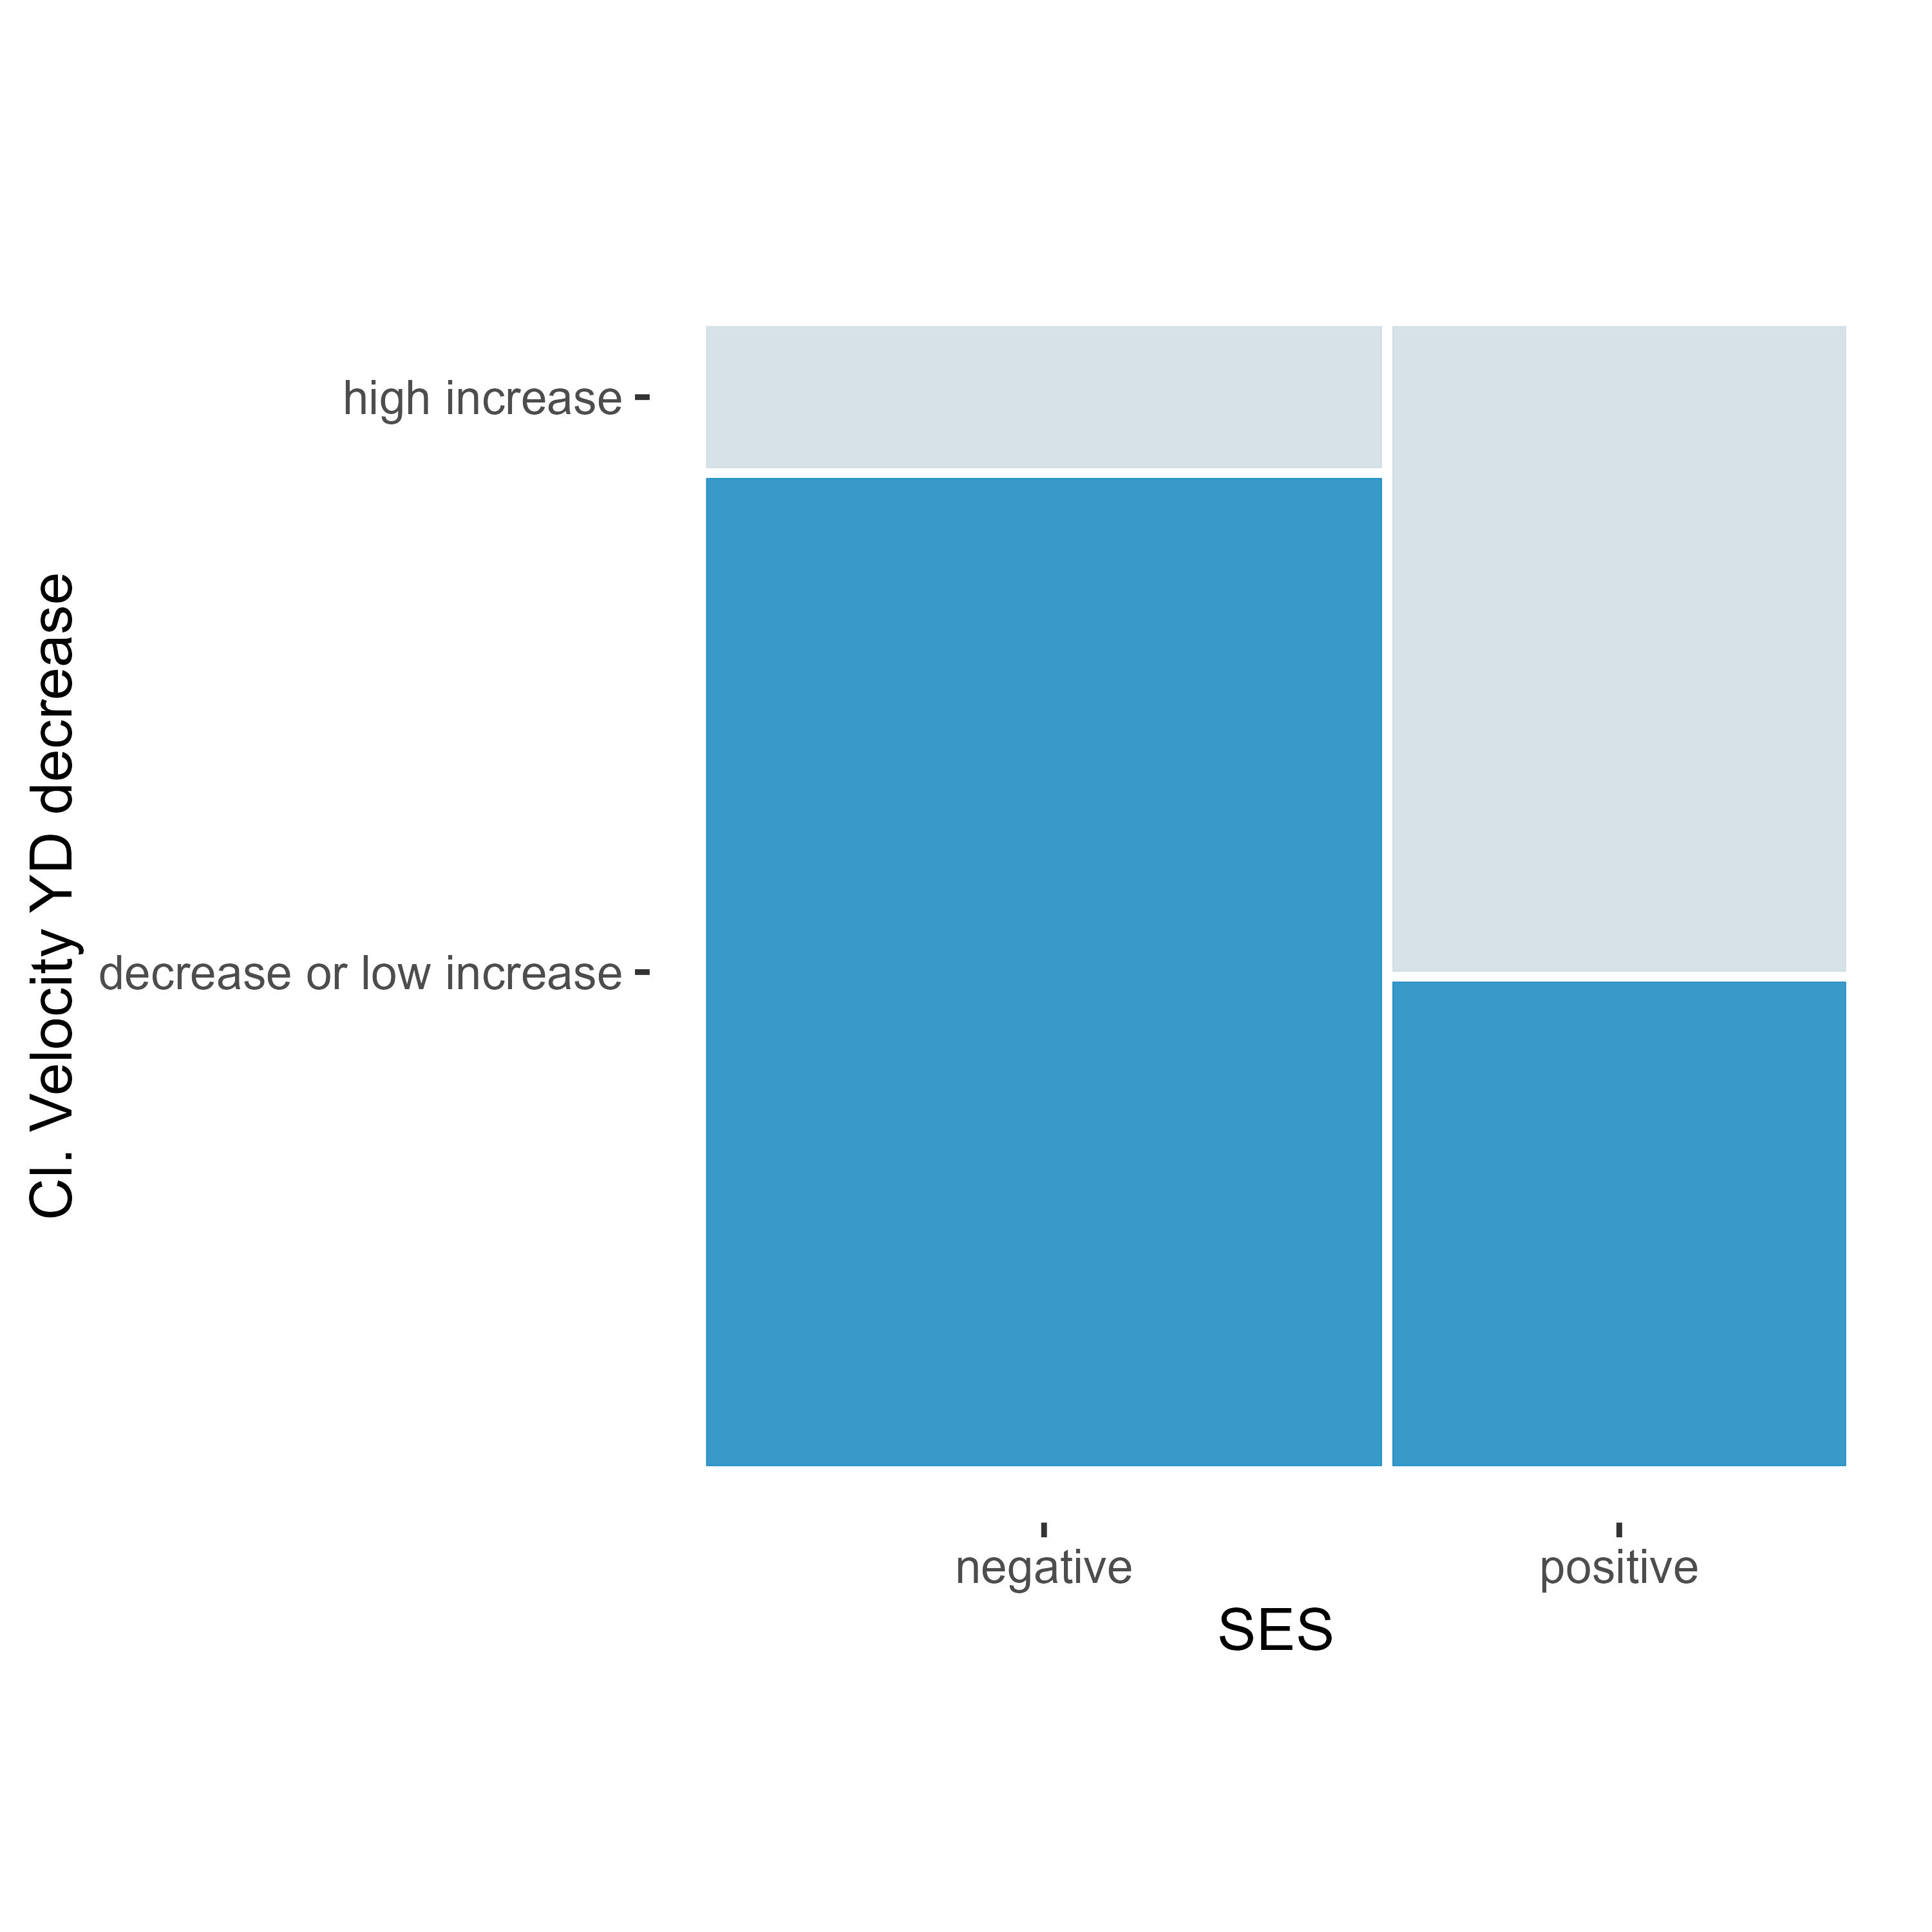 Cl. Velocity YD decrease
high increase
decrease or low increase
negative
positive
SES